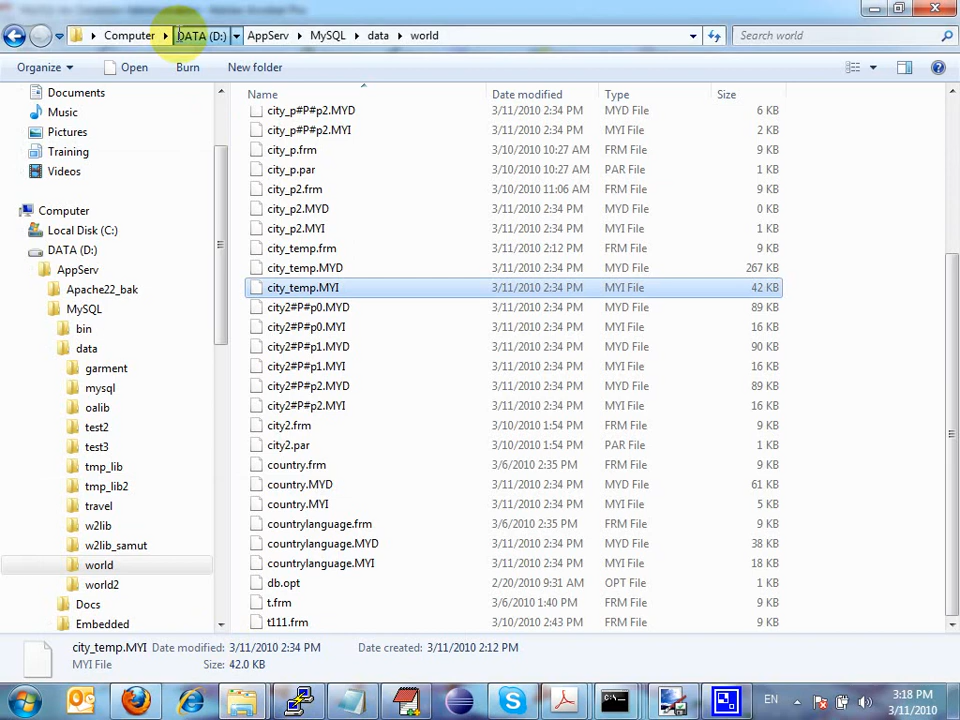 Computer DATA (D:) AppServ MySQL data world Search world
Organize Open Burn New folder
Documents
Music
Pictures
Training
Videos
Computer
Local Disk (C:)
DATA (D:)
AppServ
Apache22_bak
MySQL
bin
data
garment
mysql
oalib
test2
test3
tmp_lib
tmp_lib2
travel
w2lib
w2lib_samut
world
world2
Docs
Embedded
Name Date modified Type Size
city_p#P#p2.MYD 3/11/2010 2:34 PM MYD File 6 KB
city_p#P#p2.MYI 3/11/2010 2:34 PM MYI File 2 KB
city_p.frm 3/10/2010 10:27 AM FRM File 9 KB
city_p.par 3/10/2010 10:27 AM PAR File 1 KB
city_p2.frm 3/10/2010 11:06 AM FRM File 9 KB
city_p2.MYD 3/11/2010 2:34 PM MYD File 0 KB
city_p2.MYI 3/11/2010 2:34 PM MYI File 1 KB
city_temp.frm 3/11/2010 2:12 PM FRM File 9 KB
city_temp.MYD 3/11/2010 2:34 PM MYD File 267 KB
city_temp.MYI 3/11/2010 2:34 PM MYI File 42 KB
city2#P#p0.MYD 3/11/2010 2:34 PM MYD File 89 KB
city2#P#p0.MYI 3/11/2010 2:34 PM MYI File 16 KB
city2#P#p1.MYD 3/11/2010 2:34 PM MYD File 90 KB
city2#P#p1.MYI 3/11/2010 2:34 PM MYI File 16 KB
city2#P#p2.MYD 3/11/2010 2:34 PM MYD File 89 KB
city2#P#p2.MYI 3/11/2010 2:34 PM MYI File 16 KB
city2.frm 3/10/2010 1:54 PM FRM File 9 KB
city2.par 3/10/2010 1:54 PM PAR File 1 KB
country.frm 3/6/2010 2:35 PM FRM File 9 KB
country.MYD 3/11/2010 2:34 PM MYD File 61 KB
country.MYI 3/11/2010 2:34 PM MYI File 5 KB
countrylanguage.frm 3/6/2010 2:35 PM FRM File 9 KB
countrylanguage.MYD 3/11/2010 2:34 PM MYD File 38 KB
countrylanguage.MYI 3/11/2010 2:34 PM MYI File 18 KB
db.opt 2/20/2010 9:31 AM OPT File 1 KB
t.frm 3/6/2010 1:40 PM FRM File 9 KB
t111.frm 3/10/2010 2:43 PM FRM File 9 KB
city_temp.MYI Date modified: 3/11/2010 2:34 PM Date created: 3/11/2010 2:12 PM
MYI File Size: 42.0 KB
EN 3:18 PM
3/11/2010